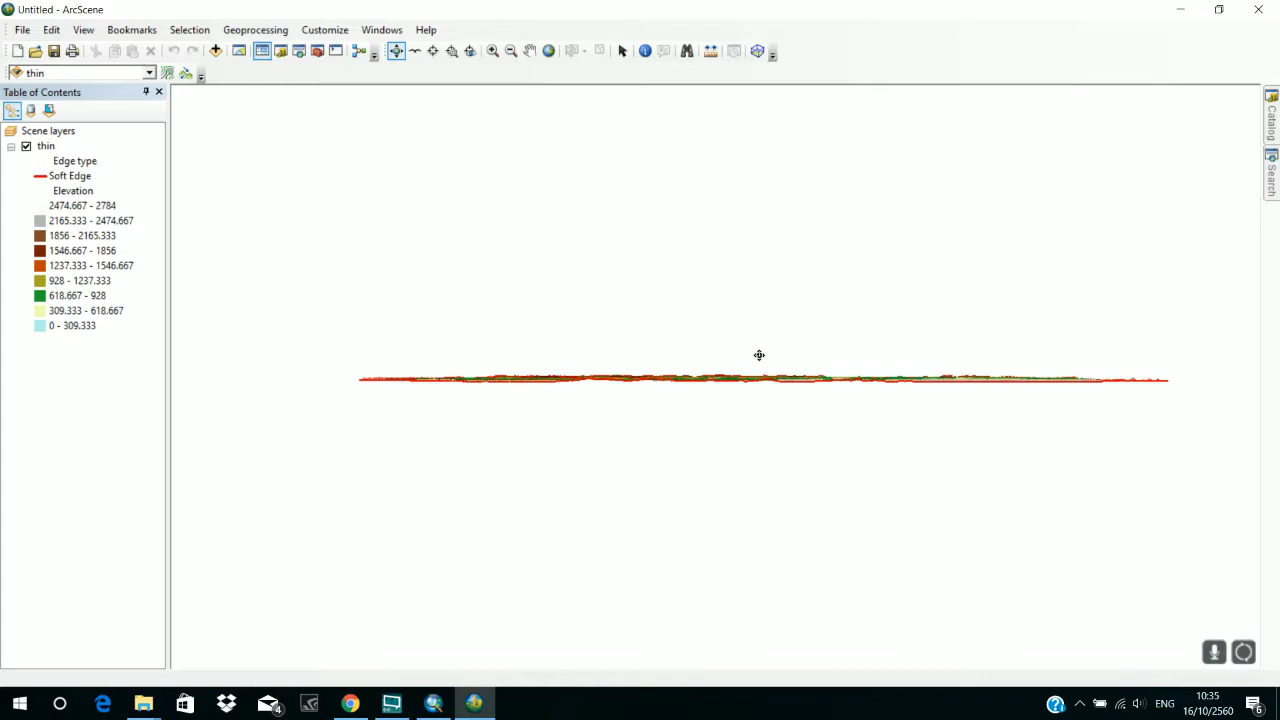 Untitled - ArcScene
File Edit View Bookmarks Selection Geoprocessing Customize Windows Help
thin
Table of Contents
Scene layers
thin
Edge type
Soft Edge
Elevation
2474.667 - 2784
2165.333 - 2474.667
1856 - 2165.333
1546.667 - 1856
1237.333 - 1546.667
928 - 1237.333
618.667 - 928
309.333 - 618.667
0 - 309.333
Catalog
Search
4
ENG
10:35
16/10/2560
6